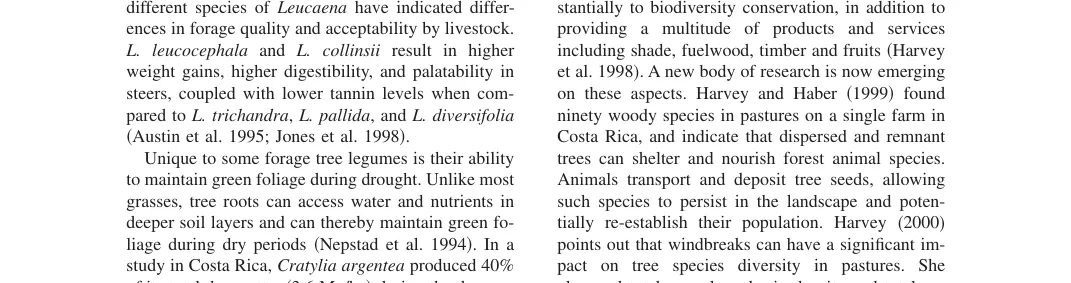 different species of Leucaena have indicated differ-
ences in forage quality and acceptability by livestock.
L. leucocephala and L. collinsii result in higher
weight gains, higher digestibility, and palatability in
steers, coupled with lower tannin levels when com-
pared to L. trichandra, L. pallida, and L. diversifolia
(Austin et al. 1995; Jones et al. 1998).
Unique to some forage tree legumes is their ability
to maintain green foliage during drought. Unlike most
grasses, tree roots can access water and nutrients in
deeper soil layers and can thereby maintain green fo-
liage during dry periods (Nepstad et al. 1994). In a
study in Costa Rica, Cratylia argentea produced 40%
stantially to biodiversity conservation, in addition to
providing a multitude of products and services
including shade, fuelwood, timber and fruits (Harvey
et al. 1998). A new body of research is now emerging
on these aspects. Harvey and Haber (1999) found
ninety woody species in pastures on a single farm in
Costa Rica, and indicate that dispersed and remnant
trees can shelter and nourish forest animal species.
Animals transport and deposit tree seeds, allowing
such species to persist in the landscape and poten-
tially re-establish their population. Harvey (2000)
points out that windbreaks can have a significant im-
pact on tree species diversity in pastures. She